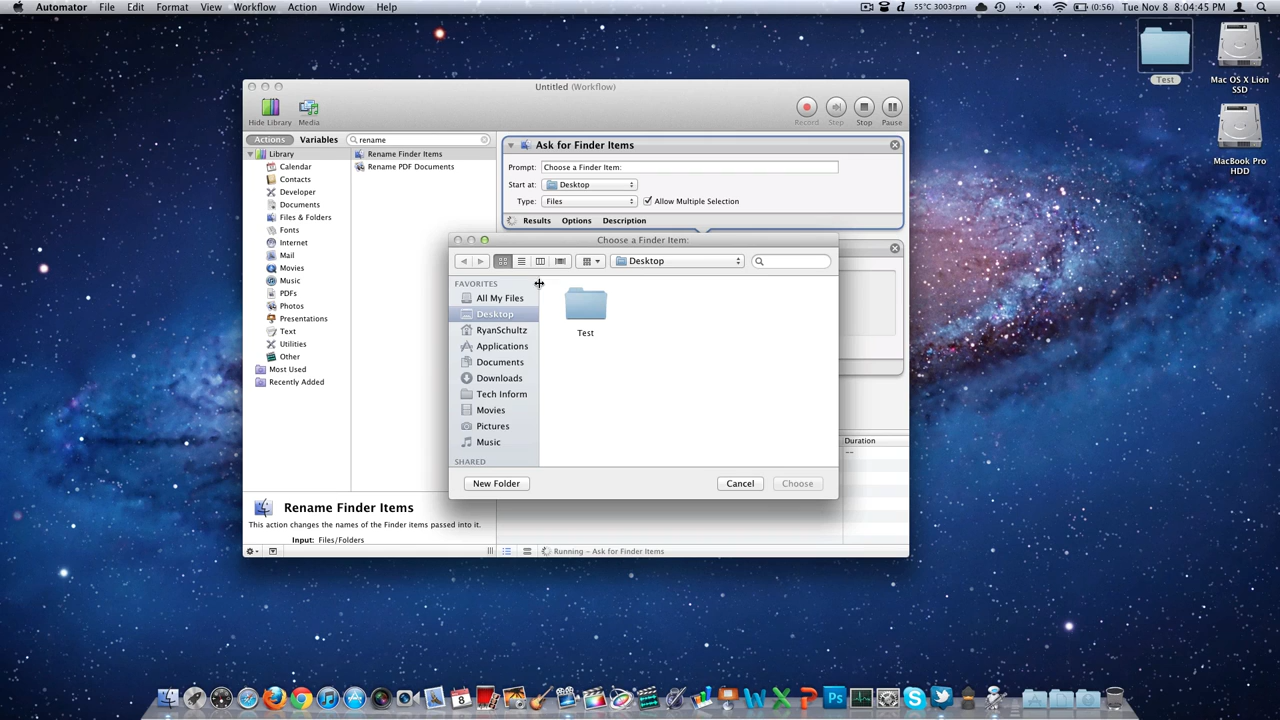 Automator File Edit Format View Workflow Action Window Help
55°C 3003rpm (0:56) Tue Nov 8 8:04:45
Test
Mac OS X Lion
SSD
MacBook Pro
HDD
Untitled (Workflow)
Hide Library Media
Record Step Stop Pause
Actions Variables rename
Library
Calendar
Contacts
Developer
Documents
Files & Folders
Fonts
Internet
Mail
Movies
Music
PDFs
Photos
Presentations
Text
Utilities
Other
Most Used
Recently Added
Rename Finder Items
Rename PDF Documents
Ask for Finder Items
Prompt: Choose a Finder Item:
Start at: Desktop
Type: Files Allow Multiple Selection
Results Options Description
Choose a Finder Item:
Desktop
FAVORITES
All My Files
Desktop
RyanSchultz
Applications
Documents
Downloads
Tech Inform
Movies
Pictures
Music
SHARED
Test
New Folder Cancel Choose
Duration
--
Rename Finder Items
This action changes the names of the Finder items passed into it.
Input: Files/Folders
Running – Ask for Finder Items